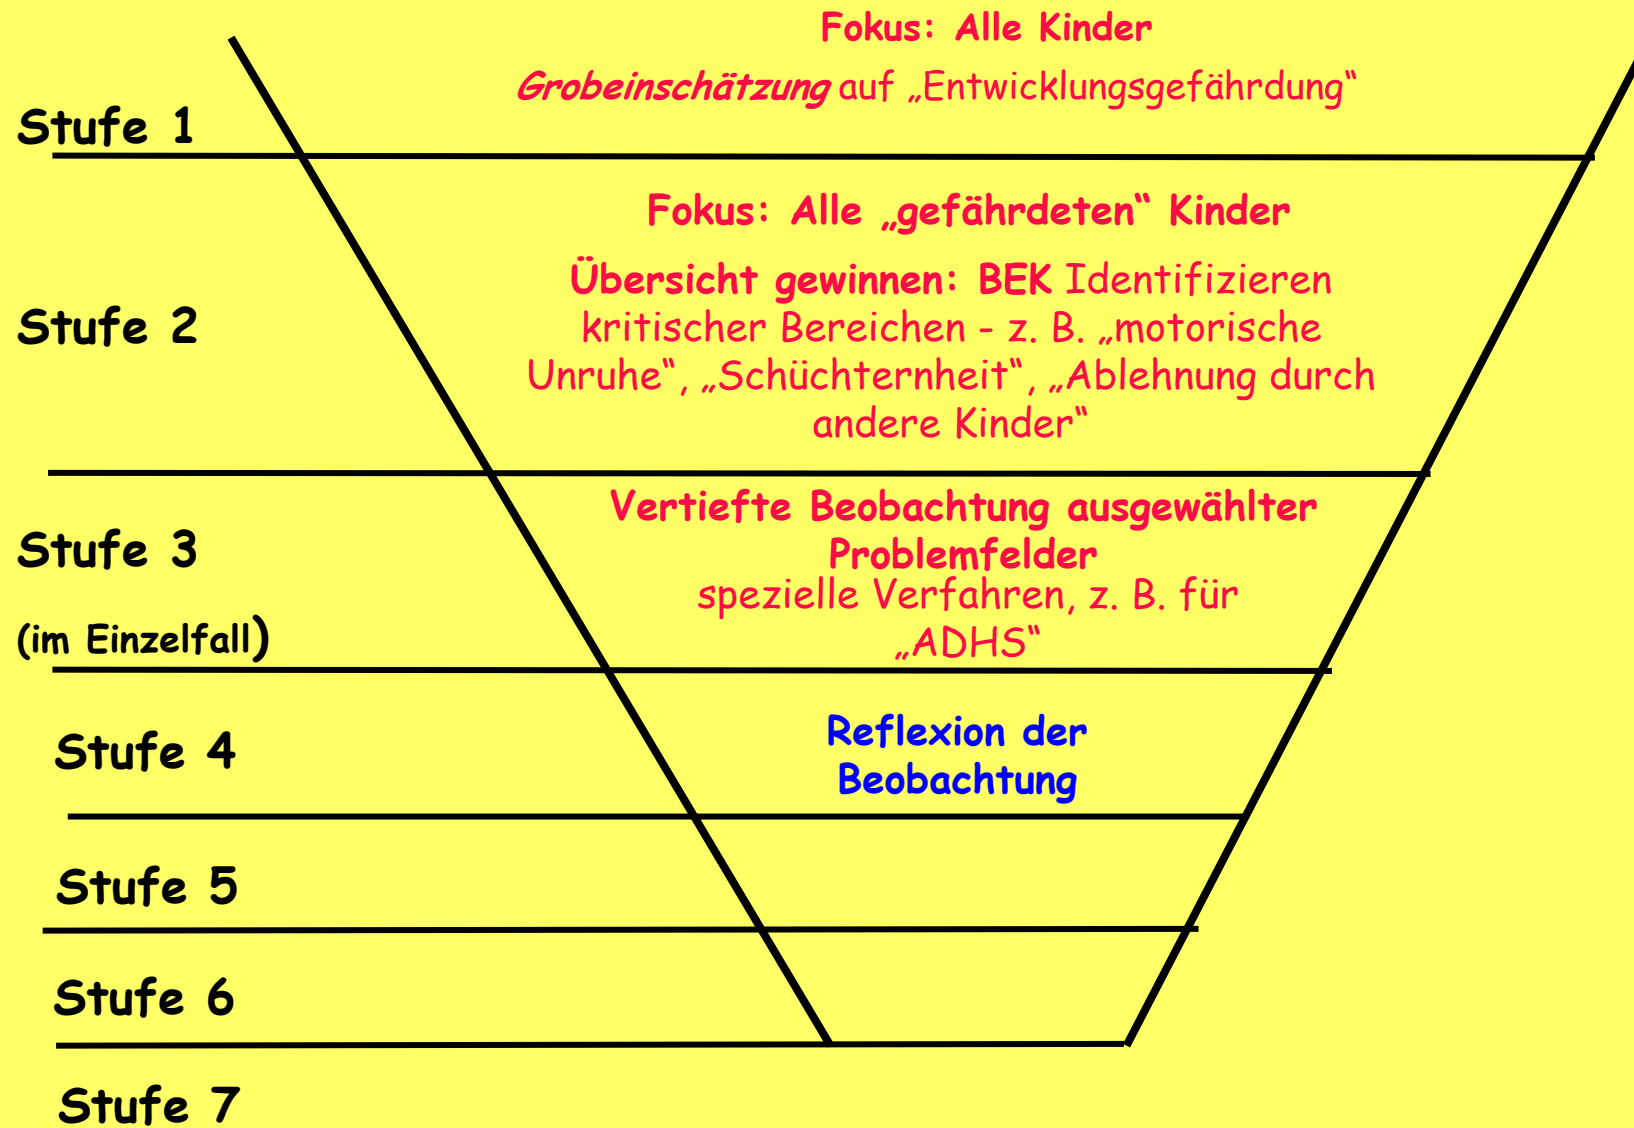 Fokus: Alle Kinder
Grobeinschätzung auf „Entwicklungsgefährdung“
Stufe 1
Fokus: Alle „gefährdeten“ Kinder
Übersicht gewinnen: BEK Identifizieren
kritischer Bereichen - z. B. „motorische
Unruhe“, „Schüchternheit“, „Ablehnung durch
andere Kinder“
Stufe 2
Vertiefte Beobachtung ausgewählter
Problemfelder
spezielle Verfahren, z. B. für
„ADHS“
Stufe 3
(im Einzelfall)
Reflexion der
Beobachtung
Stufe 4
Stufe 5
Stufe 6
Stufe 7